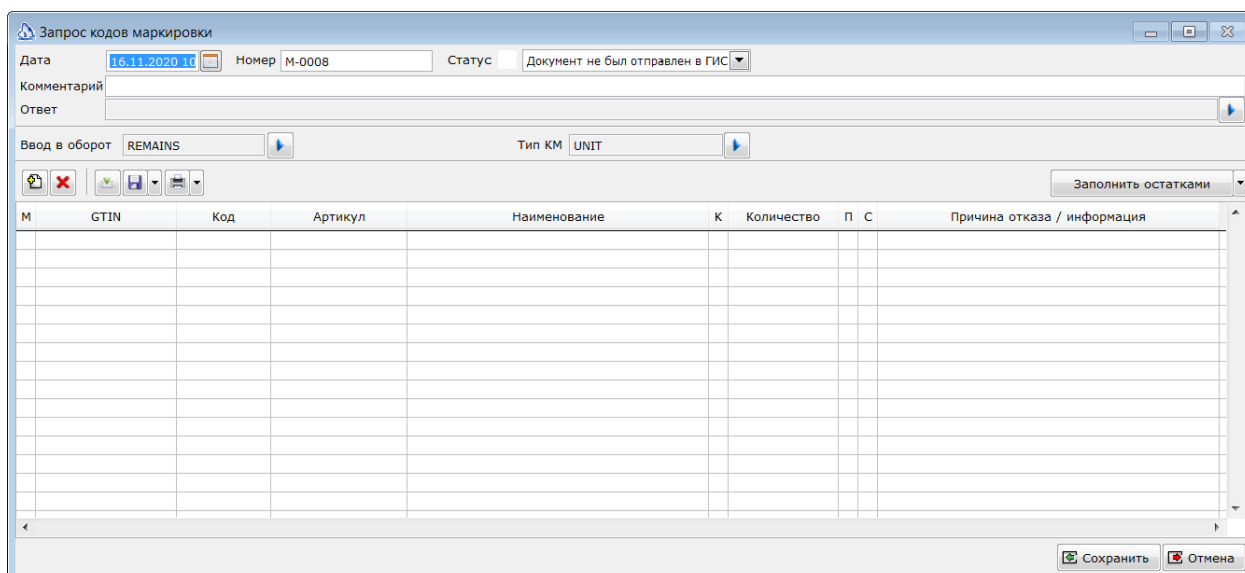 Запрос кодов маркировки
Дата 16.11.2020 10 Номер М-0008 Статус Документ не был отправлен в ГИС
Комментарий
Ответ
Ввод в оборот REMAINS Тип КМ UNIT
Заполнить остатками
М GTIN Код Артикул Наименование К Количество П С Причина отказа / информация
Сохранить Отмена